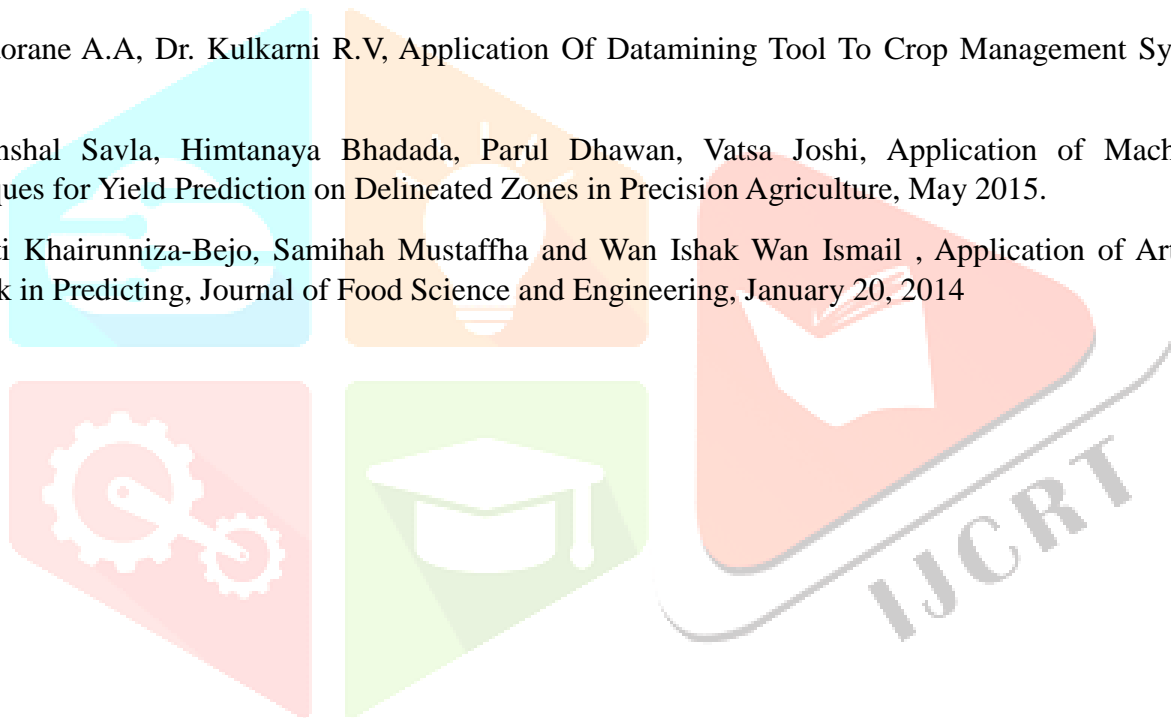 orane A.A, Dr. Kulkarni R.V, Application Of Datamining Tool To Crop Management Sy
nshal Savla, Himtanaya Bhadada, Parul Dhawan, Vatsa Joshi, Application of Mach
ques for Yield Prediction on Delineated Zones in Precision Agriculture, May 2015.
ti Khairunniza-Bejo, Samihah Mustaffha and Wan Ishak Wan Ismail , Application of Art
k in Predicting, Journal of Food Science and Engineering, January 20, 2014
IJCRT